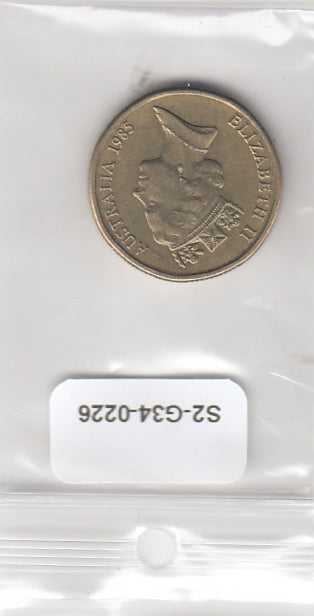 ELIZABETH II
AUSTRALIA 1985
S2-G34-0226